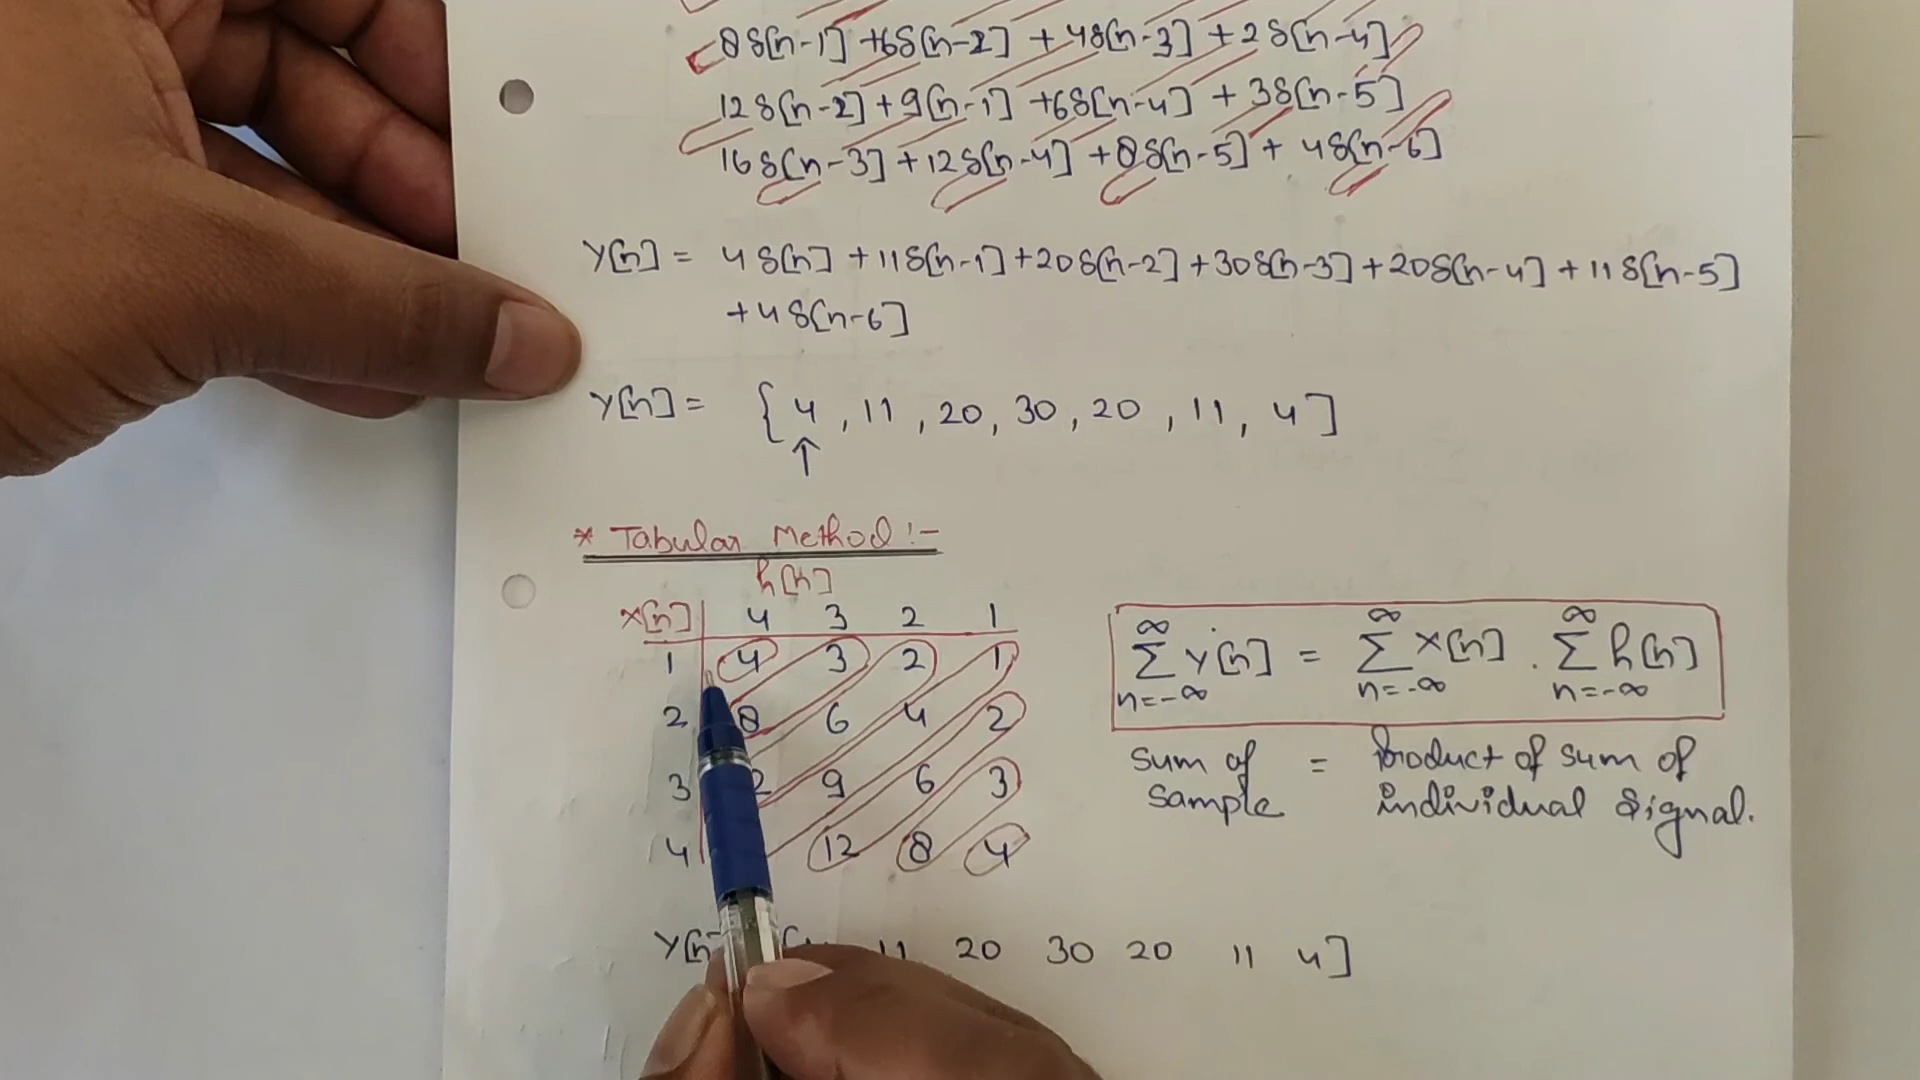 8δ[n-1] +6δ[n-2] + 4δ[n-3] + 2δ[n-4]
12δ[n-2] + 9[n-1] +6δ[n-4] + 3δ[n-5]
16δ[n-3] + 12δ[n-4] + 8δ[n-5] + 4δ[n-6]
y[n] = 4δ[n] + 11δ[n-1] + 20δ[n-2] + 30δ[n-3] + 20δ[n-4] + 11δ[n-5]
+ 4δ[n-6]
y[n] = { 4 , 11 , 20 , 30 , 20 , 11 , 4 ]
↑
* Tabular Method :-
h[n]
x[n] 4 3 2 1
1 4 3 2 1
2 8 6 4 2
3 2 9 6 3
4 12 8 4
∞ ∞ ∞
Σ y[n] = Σ x[n] . Σ h[n]
n=-∞ n=-∞ n=-∞
Sum of = Product of sum of
Sample individual signal.
y[n 11 20 30 20 11 4]